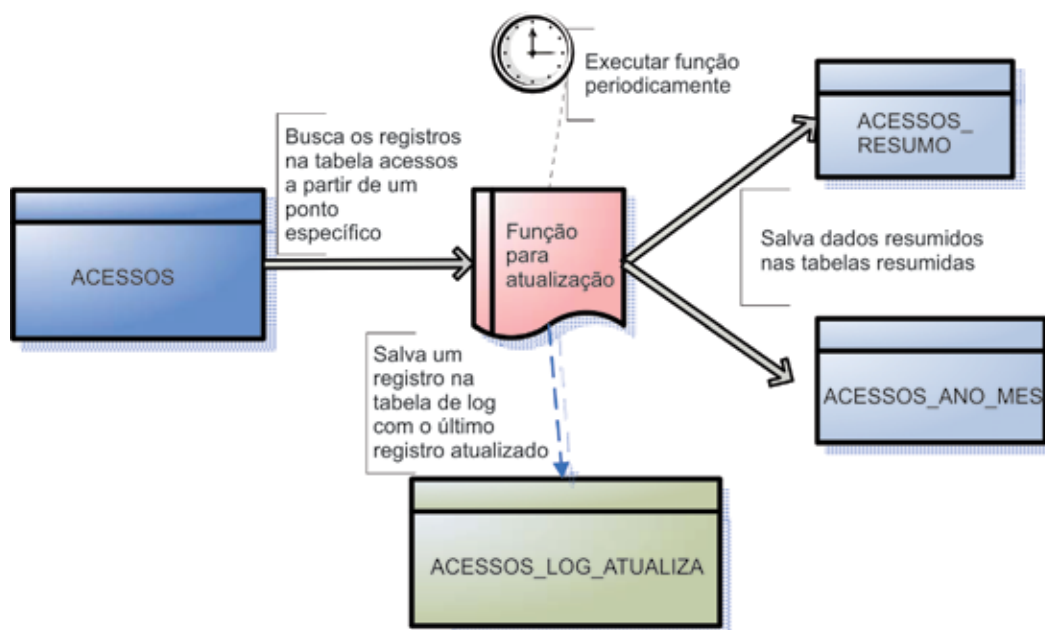 Executar função
periodicamente
ACESSOS_
RESUMO
Busca os registros
na tabela acessos
a partir de um
ponto
específico
ACESSOS
Função
para
atualização
Salva dados resumidos
nas tabelas resumidas
Salva um
registro na
tabela de log
com o último
registro atualizado
ACESSOS_ANO_MES
ACESSOS_LOG_ATUALIZA